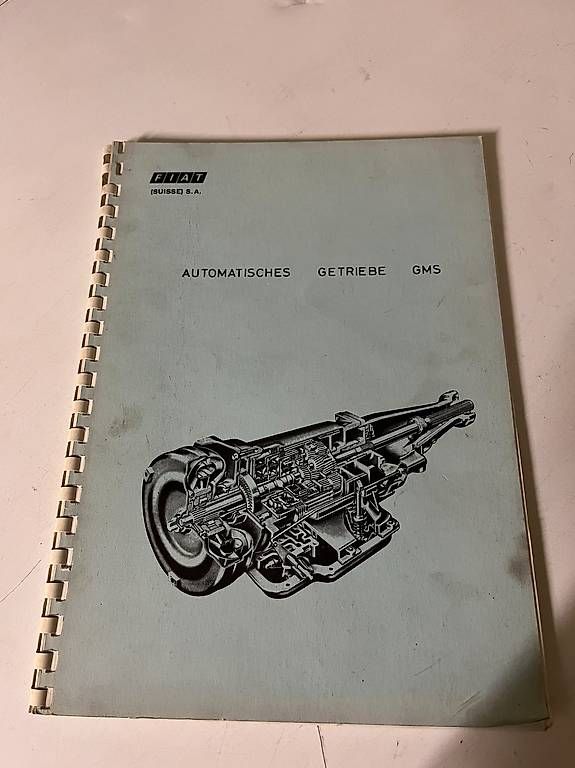 FIAT
(SUISSE) S.A.
AUTOMATISCHES GETRIEBE GMS